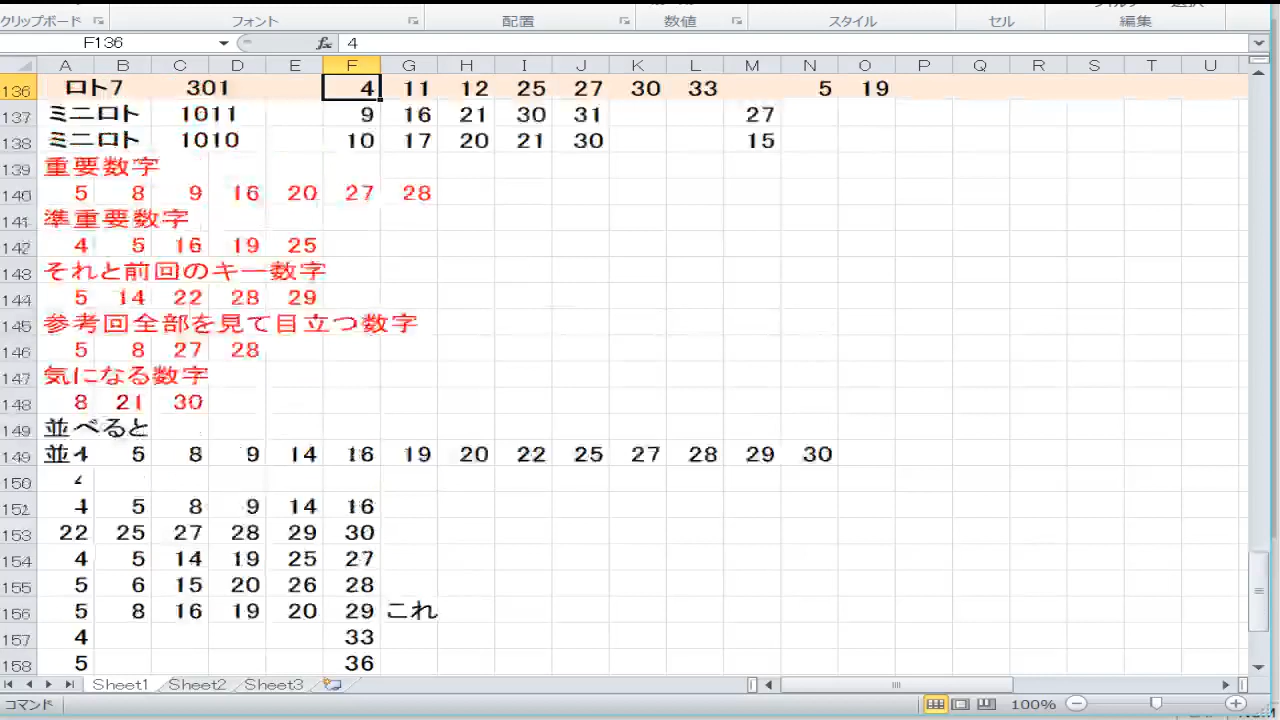 クリップボード フォント 配置 数値 スタイル セル 編集
F136 fx 4
A B C D E F G H I J K L M N O P Q R S T U
136 ロト7 301 4 11 12 25 27 30 33 5 19
137 ミニロト 1011 9 16 21 30 31 27
138 ミニロト 1010 10 17 20 21 30 15
139 重要数字
140 5 8 9 16 20 27 28
141 準重要数字
142 4 5 16 19 25
143 それと前回のキー数字
144 5 14 22 28 29
145 参考回全部を見て目立つ数字
146 5 8 27 28
147 気になる数字
148 8 21 30
149 並べると
149 並4 5 8 9 14 16 19 20 22 25 27 28 29 30
150
4 5 8 9 14 16
153 22 25 27 28 29 30
154 4 5 14 19 25 27
155 5 6 15 20 26 28
156 5 8 16 19 20 29 これ
157 4 33
158 5 36
Sheet1 Sheet2 Sheet3
コマンド 100%